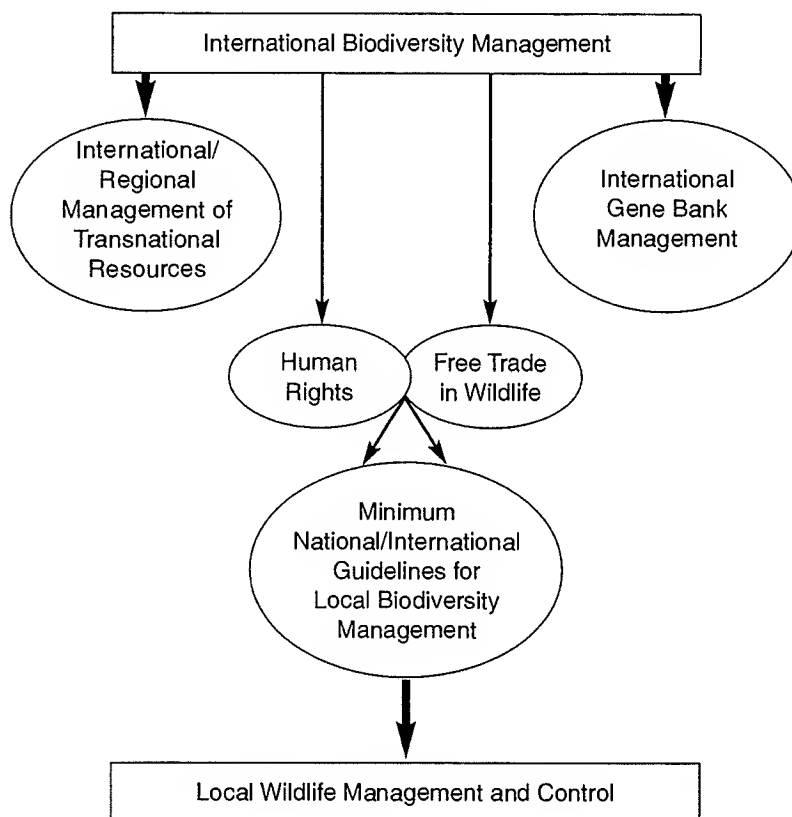 International Biodiversity Management
International/
Regional
Management of
Transnational
Resources
International
Gene Bank
Management
Human
Rights
Free Trade
in Wildlife
Minimum
National/International
Guidelines for
Local Biodiversity
Management
Local Wildlife Management and Control